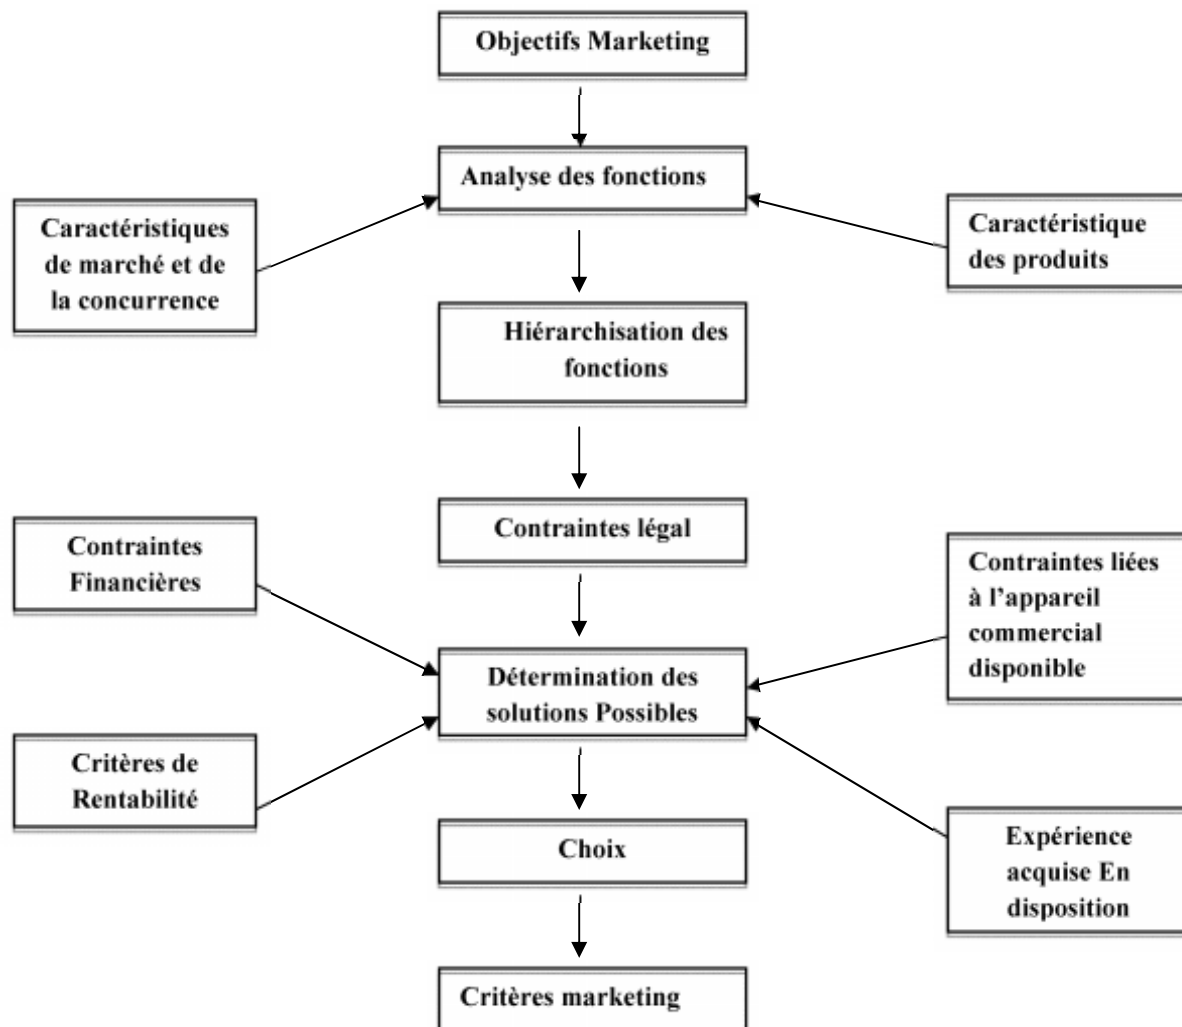 Objectifs Marketing
Analyse des fonctions
Caractéristiques
de marché et de
la concurrence
Caractéristique
des produits
Hiérarchisation des
fonctions
Contraintes légal
Contraintes
Financières
Contraintes liées
à l’appareil
commercial
disponible
Détermination des
solutions Possibles
Critères de
Rentabilité
Expérience
acquise En
disposition
Choix
Critères marketing